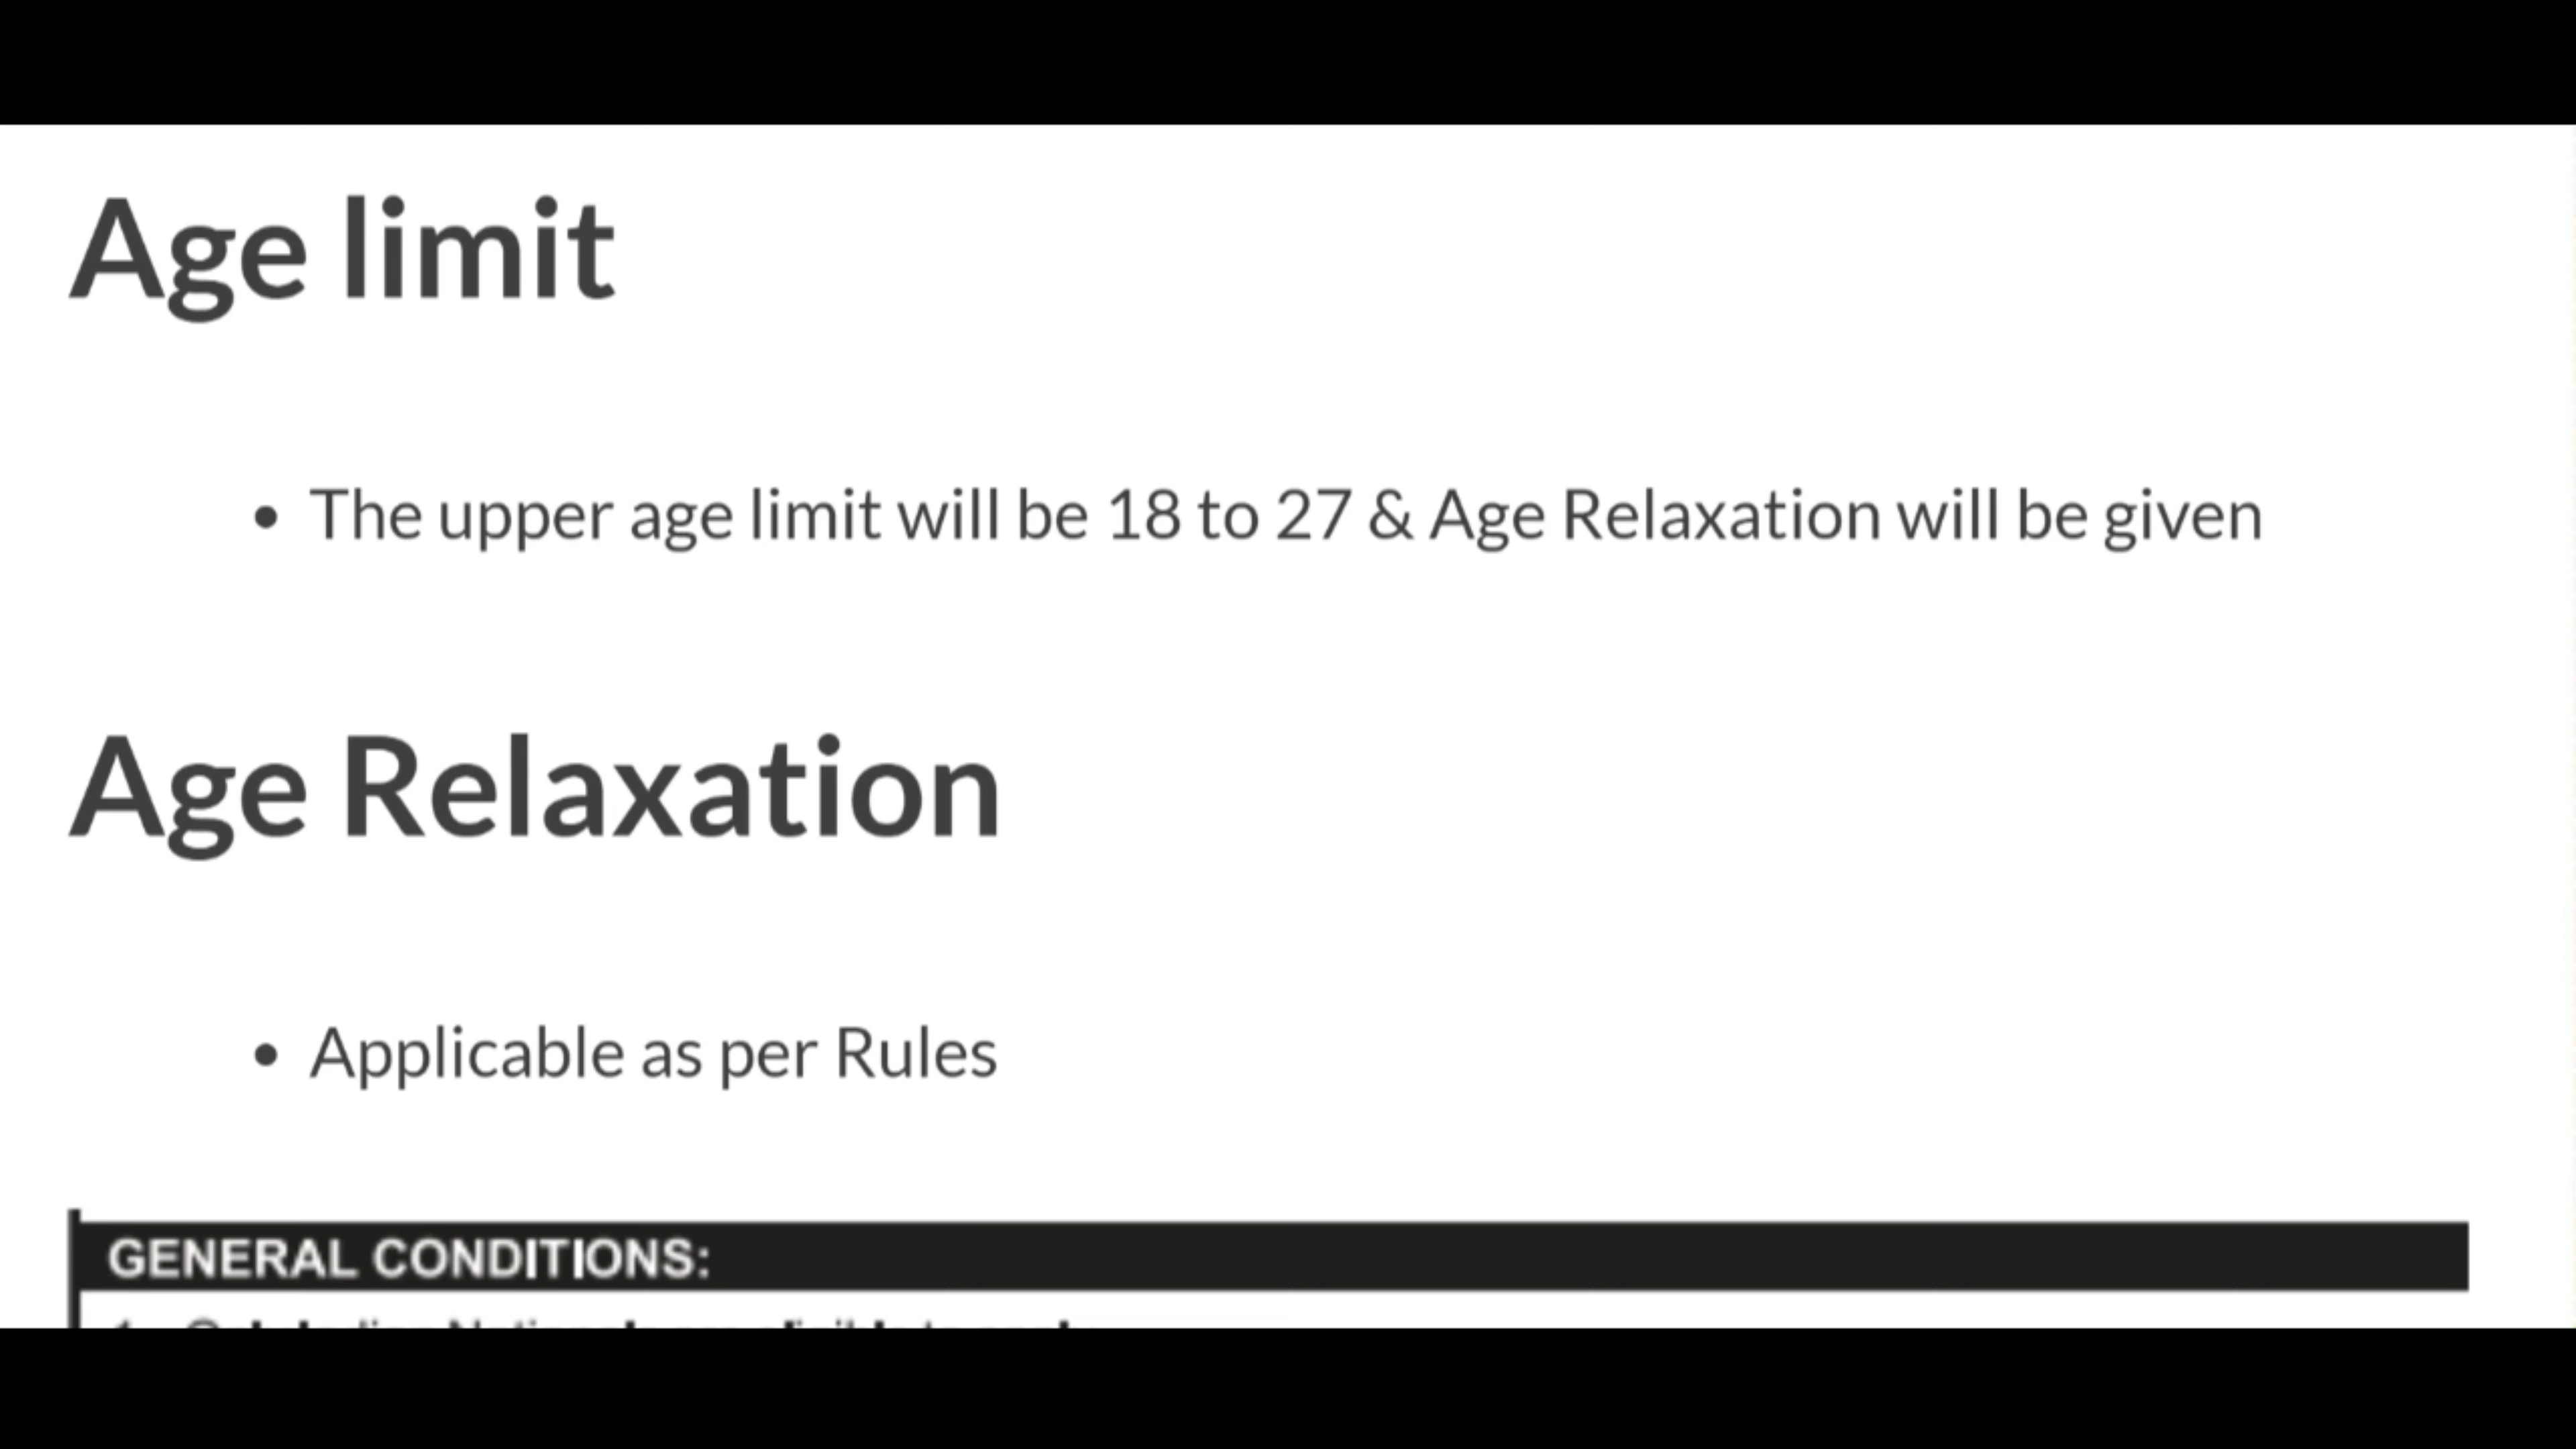 Age limit
• The upper age limit will be 18 to 27 & Age Relaxation will be given
Age Relaxation
• Applicable as per Rules
GENERAL CONDITIONS: